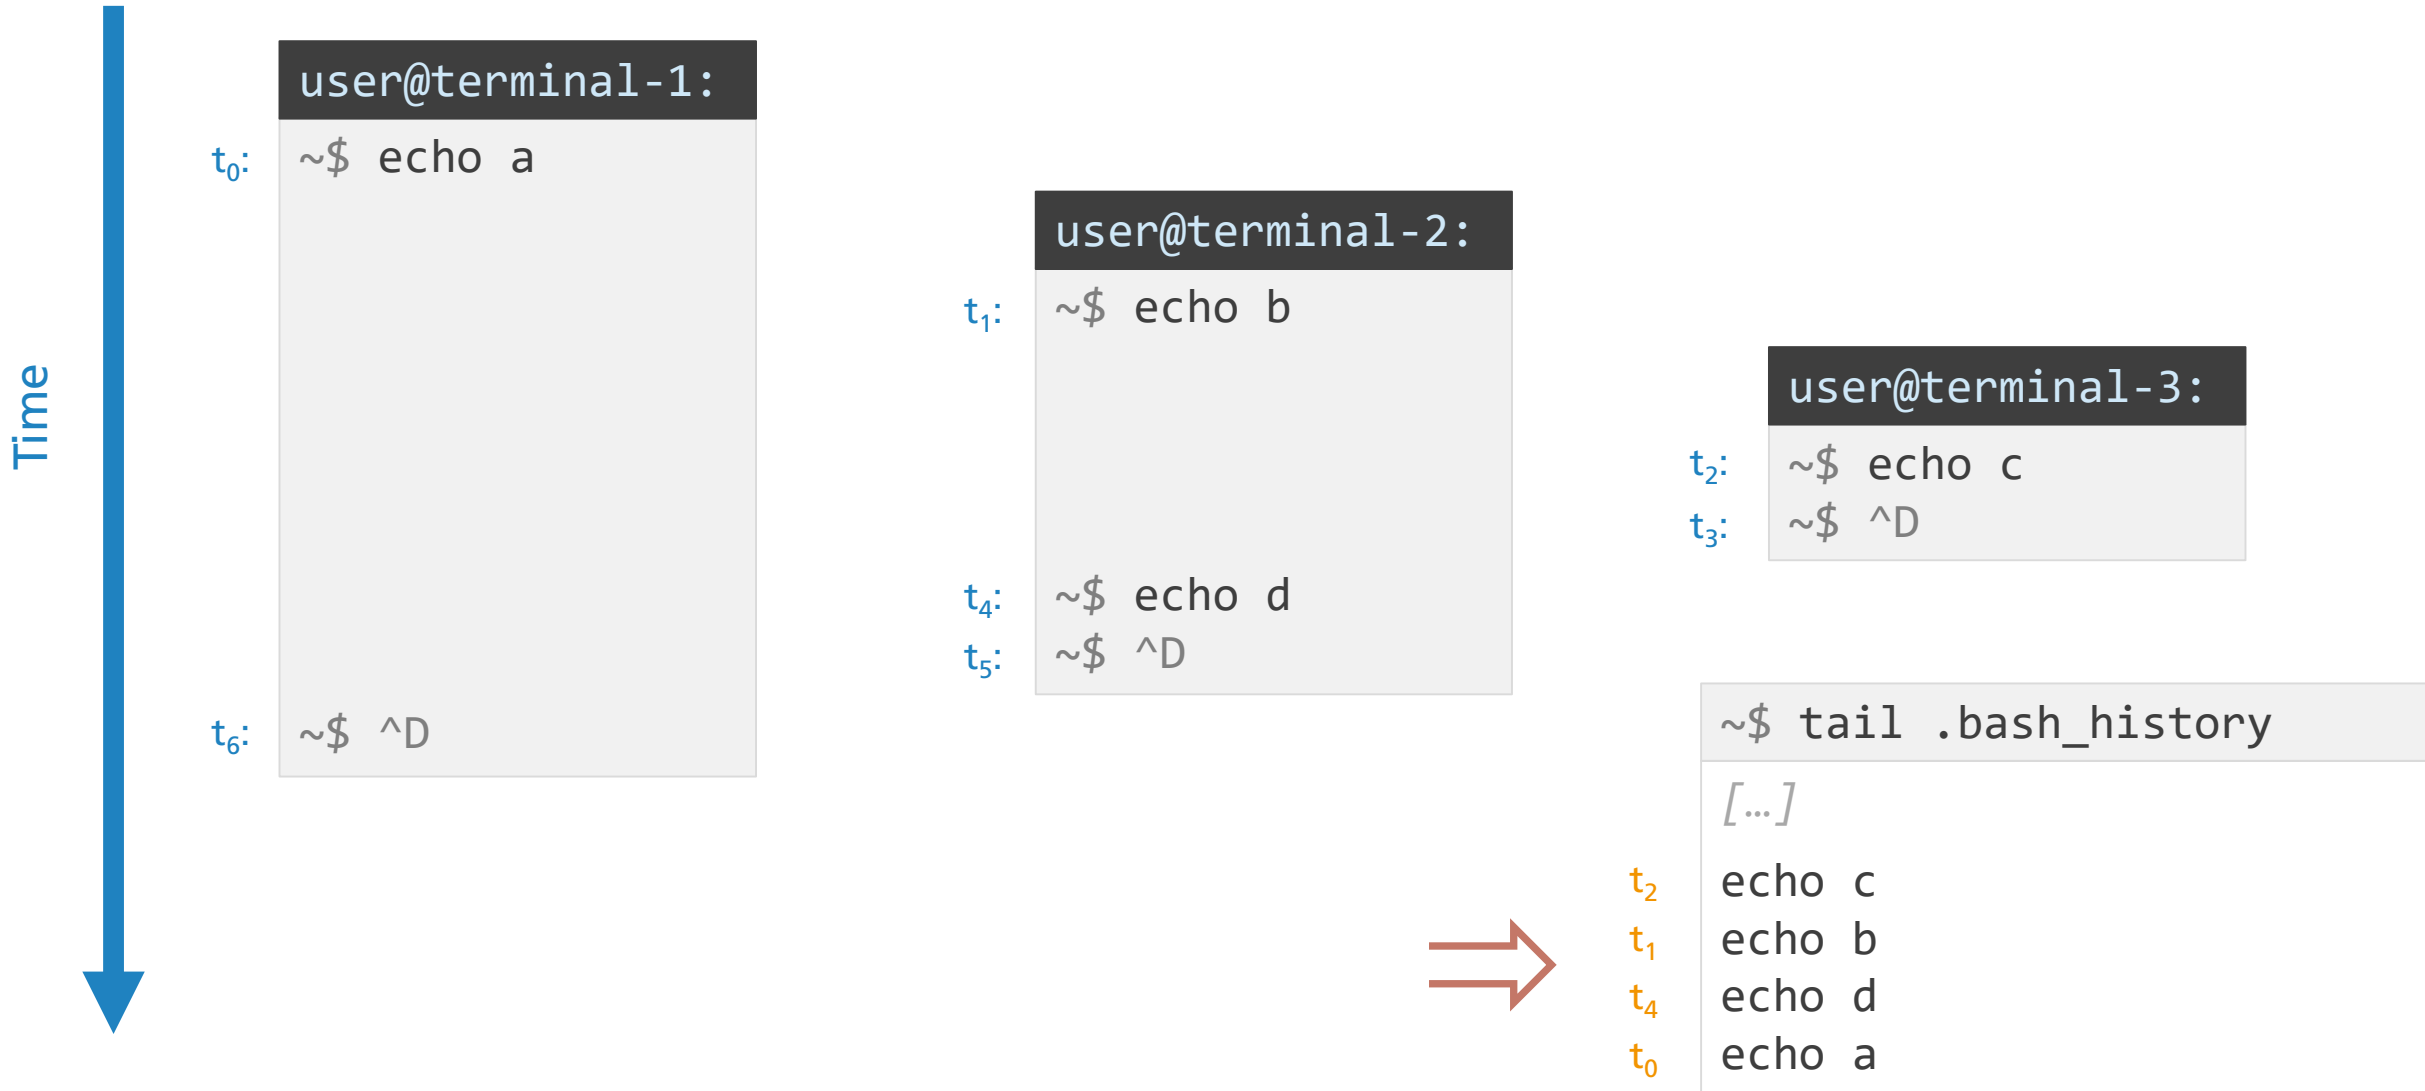 Time
user@terminal-1:
t0: ~$ echo a
t6: ~$ ^D
user@terminal-2:
t1: ~$ echo b
t4: ~$ echo d
t5: ~$ ^D
user@terminal-3:
t2: ~$ echo c
t3: ~$ ^D
~$ tail .bash_history
[…]
t2 echo c
t1 echo b
t4 echo d
t0 echo a